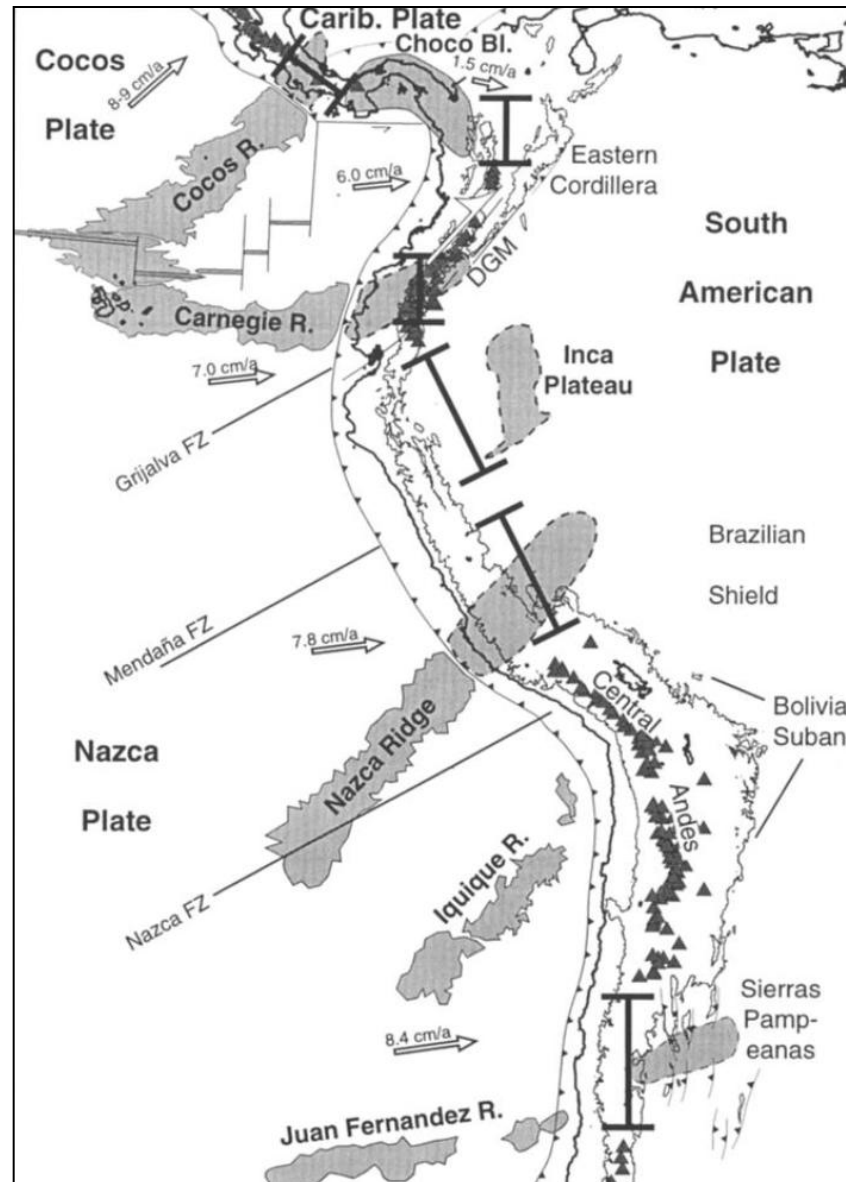 Carib. Plate
Choco Bl.
Cocos
Plate
8-9 cm/a
1.5 cm/a
Cocos R.
6.0 cm/a
Eastern
Cordillera
South
American
Plate
DGM
Carnegie R.
7.0 cm/a
Inca
Plateau
Grijalva FZ
Brazilian
Shield
Mendaña FZ
7.8 cm/a
Nazca
Plate
Nazca Ridge
Central
Andes
Bolivia
Suban
Nazca FZ
Iquique R.
Sierras
Pamp-
eanas
8.4 cm/a
Juan Fernandez R.